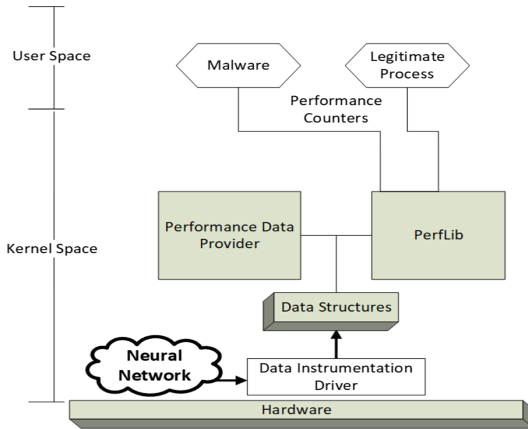 User Space
Malware
Legitimate
Process
Performance
Counters
Kernel Space
Performance Data
Provider
PerfLib
Data Structures
Neural
Network
Data Instrumentation
Driver
Hardware